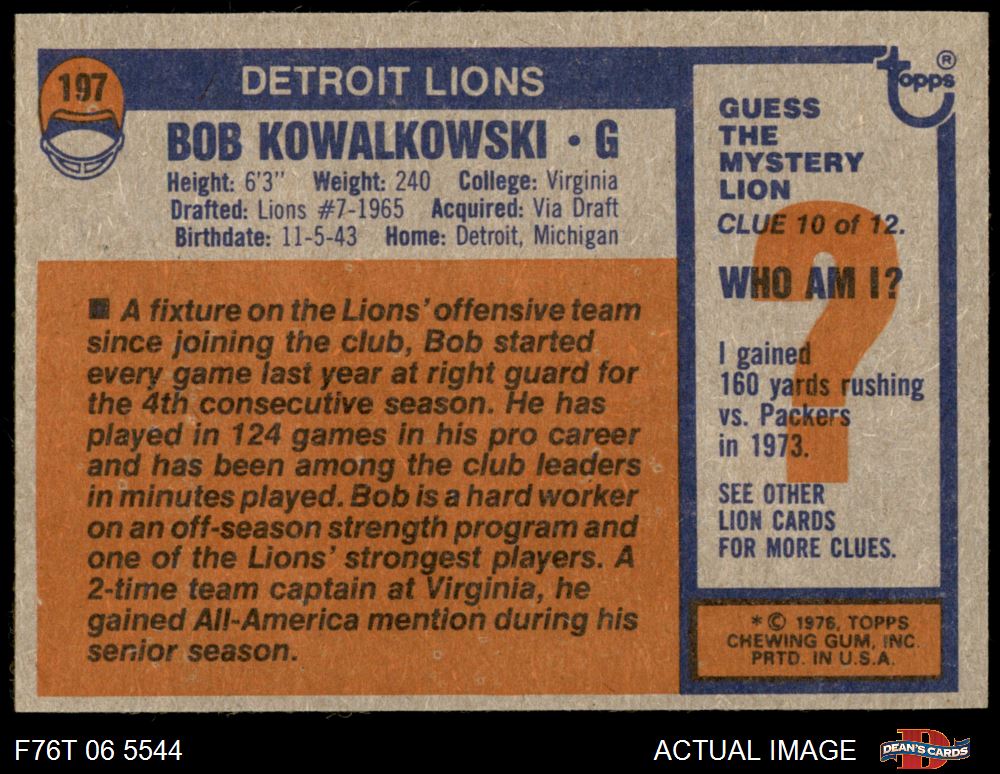 197
DETROIT LIONS
BOB KOWALKOWSKI • G
Height: 6'3" Weight: 240 College: Virginia
Drafted: Lions #7-1965 Acquired: Via Draft
Birthdate: 11-5-43 Home: Detroit, Michigan
■ A fixture on the Lions' offensive team
since joining the club, Bob started
every game last year at right guard for
the 4th consecutive season. He has
played in 124 games in his pro career
and has been among the club leaders
in minutes played. Bob is a hard worker
on an off-season strength program and
one of the Lions' strongest players. A
2-time team captain at Virginia, he
gained All-America mention during his
senior season.
topps ®
GUESS
THE
MYSTERY
LION
CLUE 10 of 12.
?
WHO AM I?
I gained
160 yards rushing
vs. Packers
in 1973.
SEE OTHER
LION CARDS
FOR MORE CLUES.
* © 1976, TOPPS
CHEWING GUM, INC.
PRTD. IN U.S.A.
F76T 06 5544
ACTUAL IMAGE
DEAN'S CARDS